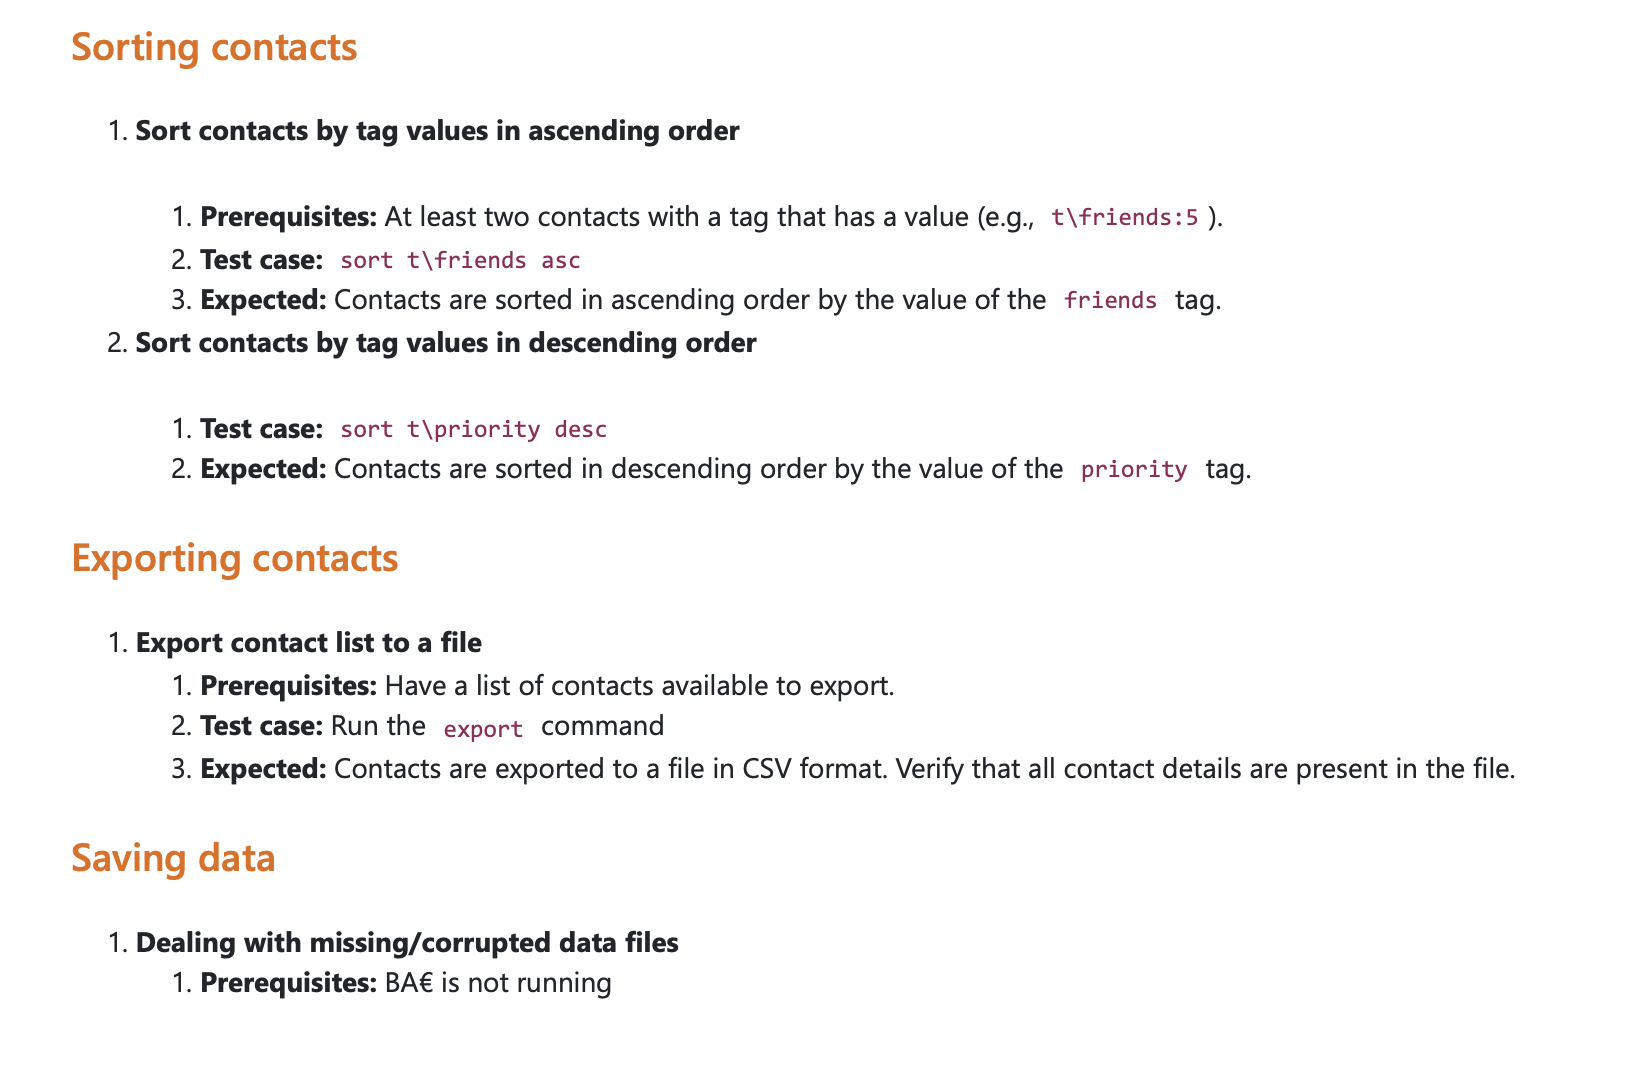 Sorting contacts
1. Sort contacts by tag values in ascending order
1. Prerequisites: At least two contacts with a tag that has a value (e.g., t\friends:5 ).
2. Test case: sort t\friends asc
3. Expected: Contacts are sorted in ascending order by the value of the friends tag.
2. Sort contacts by tag values in descending order
1. Test case: sort t\priority desc
2. Expected: Contacts are sorted in descending order by the value of the priority tag.
Exporting contacts
1. Export contact list to a file
1. Prerequisites: Have a list of contacts available to export.
2. Test case: Run the export command
3. Expected: Contacts are exported to a file in CSV format. Verify that all contact details are present in the file.
Saving data
1. Dealing with missing/corrupted data files
1. Prerequisites: BA€ is not running